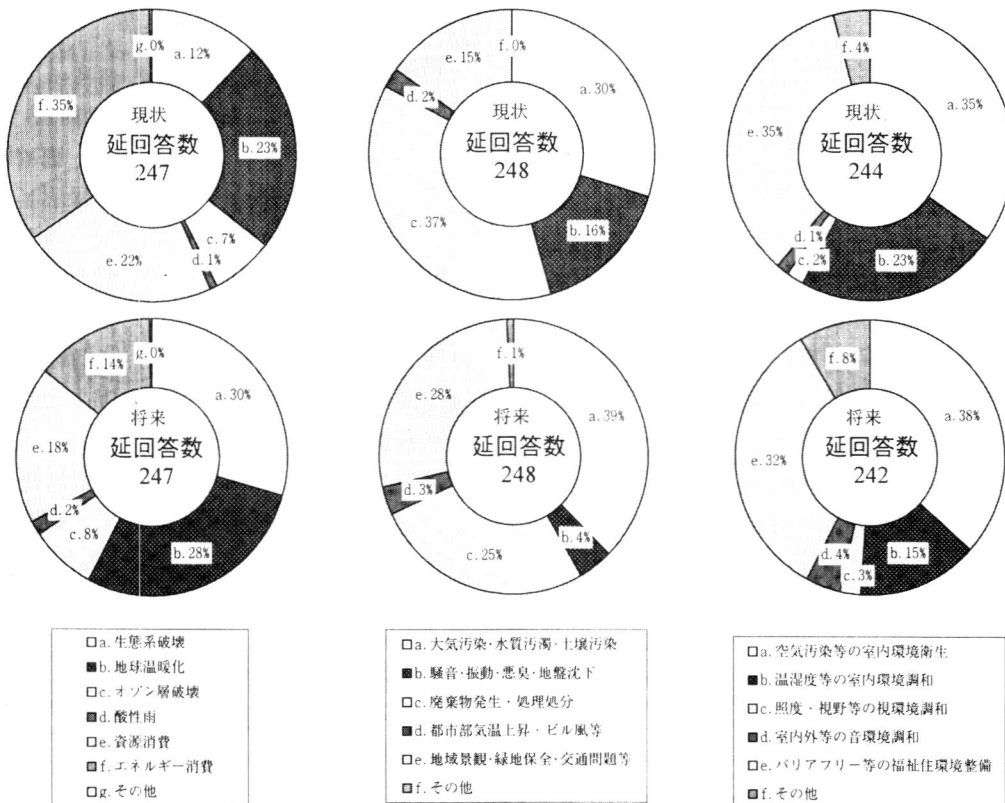 g.0%
a.12%
b.23%
c.7%
d.1%
e.22%
f.35%
現状
延回答数
247
f.0%
a.30%
b.16%
c.37%
d.2%
e.15%
現状
延回答数
248
f.4%
a.35%
b.23%
c.2%
d.1%
e.35%
現状
延回答数
244
g.0%
a.30%
b.28%
c.8%
d.2%
e.18%
f.14%
将来
延回答数
247
f.1%
a.39%
b.4%
c.25%
d.3%
e.28%
将来
延回答数
248
f.8%
a.38%
b.15%
c.3%
d.4%
e.32%
将来
延回答数
242
a.生態系破壊
b.地球温暖化
c.オゾン層破壊
d.酸性雨
e.資源消費
f.エネルギー消費
g.その他
a.大気汚染・水質汚濁・土壌汚染
b.騒音・振動・悪臭・地盤沈下
c.廃棄物発生・処理処分
d.都市部気温上昇・ビル風等
e.地域景観・緑地保全・交通問題等
f.その他
a.空気汚染等の室内環境衛生
b.温湿度等の室内環境調和
c.照度・視野等の視環境調和
d.室内外等の音環境調和
e.バリアフリー等の福祉住環境整備
f.その他